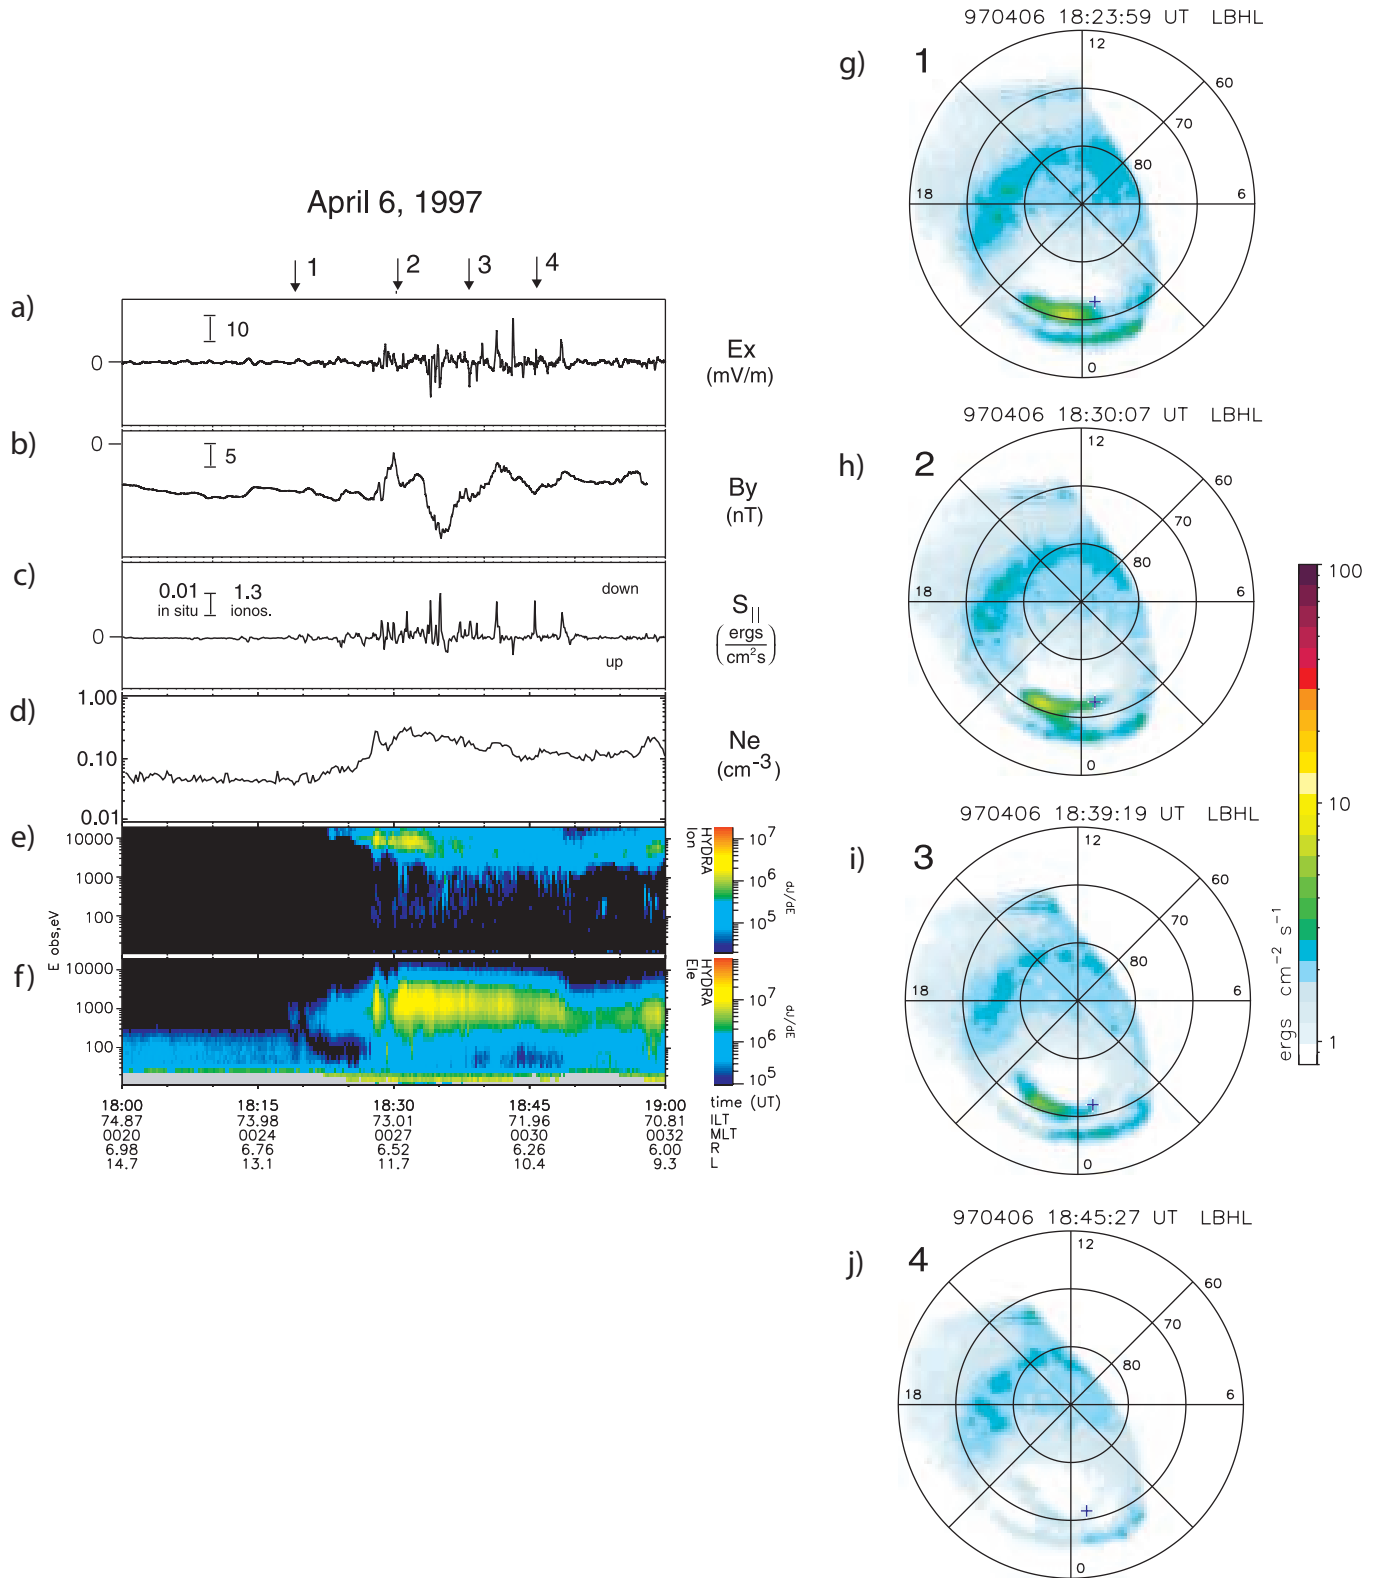 April 6, 1997
1 2 3 4
a)
10
0
Ex
(mV/m)
b)
0
5
By
(nT)
c)
0.01 1.3
in situ ionos.
down
0
up
S||
(ergs/cm²s)
d)
1.00
0.10
0.01
Ne
(cm-3)
e)
10000
1000
100
HYDRA
Ion
10⁷
10⁶
10⁵
dJ/dE
E obs,eV
f)
10000
1000
100
HYDRA
Ele
10⁷
10⁶
10⁵
dJ/dE
18:00 18:15 18:30 18:45 19:00 time (UT)
74.87 73.98 73.01 71.96 70.81 ILT
0020 0024 0027 0030 0032 MLT
6.98 6.76 6.52 6.26 6.00 R
14.7 13.1 11.7 10.4 9.3 L
970406 18:23:59 UT LBHL
g) 1
12
60
70
80
18
6
0
970406 18:30:07 UT LBHL
h) 2
12
60
70
80
18
6
0
970406 18:39:19 UT LBHL
i) 3
12
60
70
80
18
6
0
970406 18:45:27 UT LBHL
j) 4
12
60
70
80
18
6
0
100
10
1
ergs cm⁻² s⁻¹